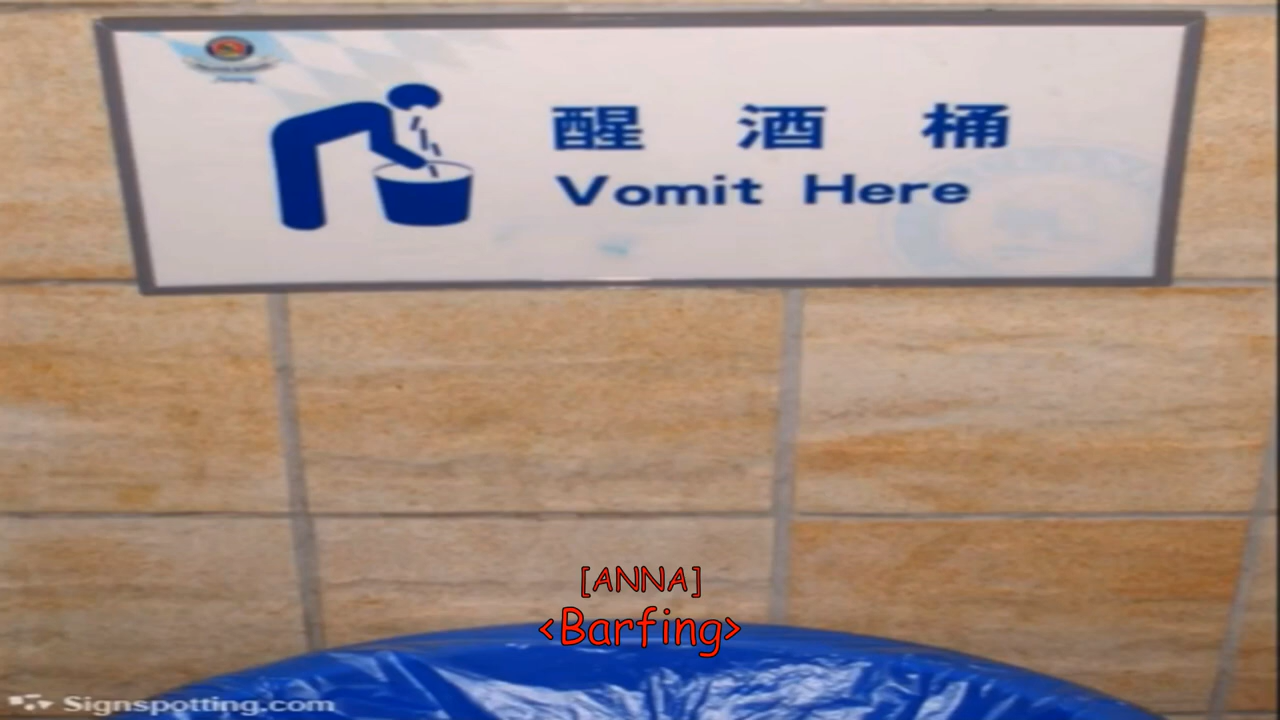 醒酒桶
Vomit Here
[ANNA]
<Barfing>
Signspotting.com